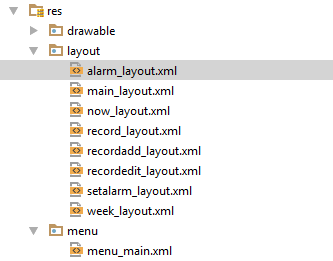 res
drawable
layout
alarm_layout.xml
main_layout.xml
now_layout.xml
record_layout.xml
recordadd_layout.xml
recordedit_layout.xml
setalarm_layout.xml
week_layout.xml
menu
menu_main.xml